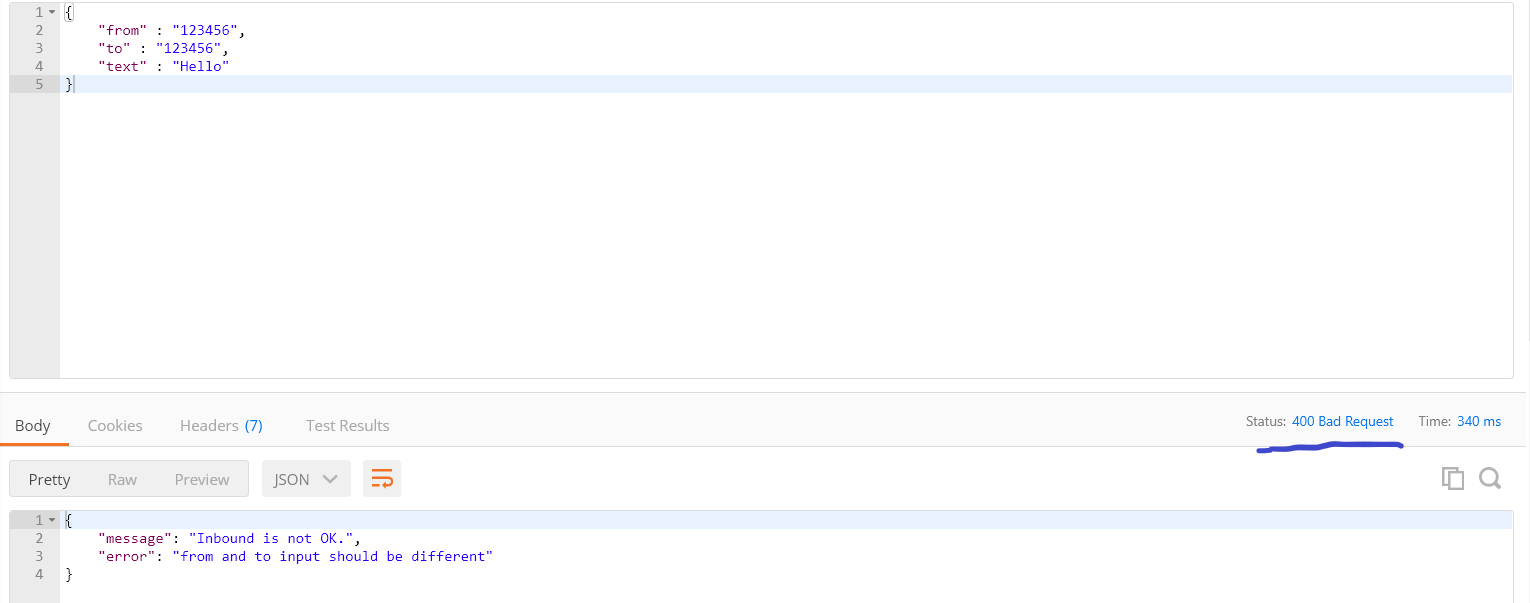 1 {
2 "from" : "123456",
3 "to" : "123456",
4 "text" : "Hello"
5 }
Body Cookies Headers (7) Test Results Status: 400 Bad Request Time: 340 ms
Pretty Raw Preview JSON
1 {
2 "message": "Inbound is not OK.",
3 "error": "from and to input should be different"
4 }